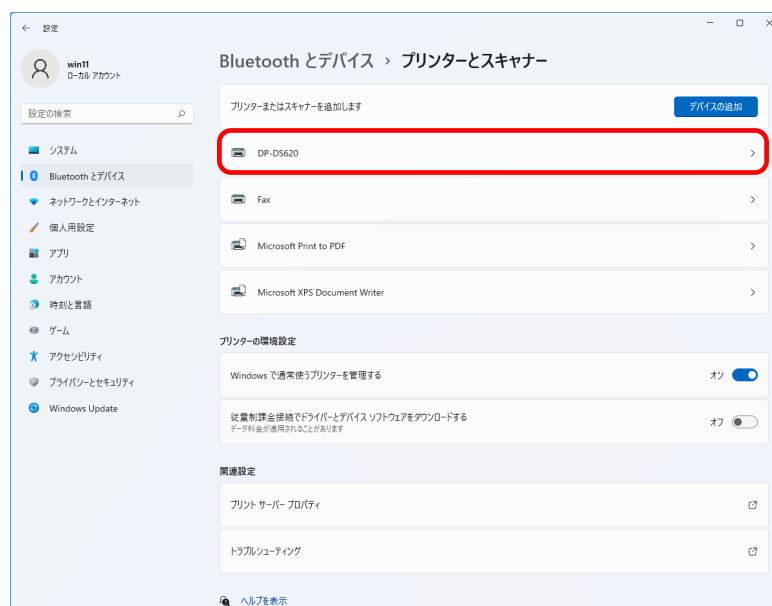 設定
win11
ローカル アカウント
設定の検索
システム
Bluetooth とデバイス
ネットワークとインターネット
個人用設定
アプリ
アカウント
時刻と言語
ゲーム
アクセシビリティ
プライバシーとセキュリティ
Windows Update
Bluetooth とデバイス › プリンターとスキャナー
プリンターまたはスキャナーを追加します
デバイスの追加
DP-DS620
Fax
Microsoft Print to PDF
Microsoft XPS Document Writer
プリンターの環境設定
Windows で通常使うプリンターを管理する
オン
従量制課金接続でドライバーとデバイス ソフトウェアをダウンロードする
データ料金が適用されることがあります
オフ
関連設定
プリント サーバー プロパティ
トラブルシューティング
ヘルプを表示